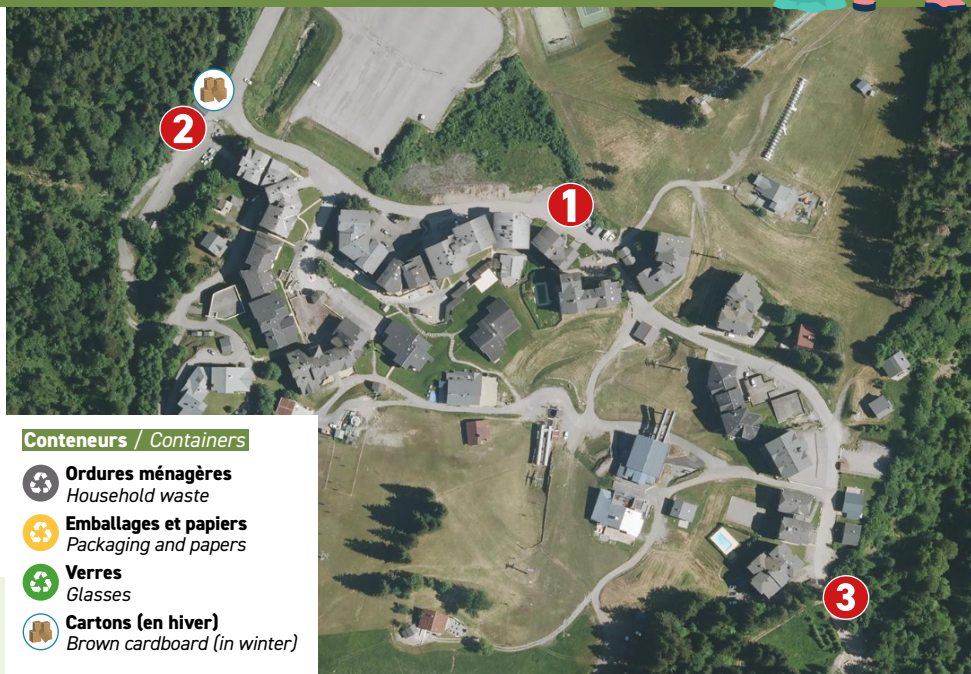 2
1
3
Conteneurs / Containers
Ordures ménagères
Household waste
Emballages et papiers
Packaging and papers
Verres
Glasses
Cartons (en hiver)
Brown cardboard (in winter)